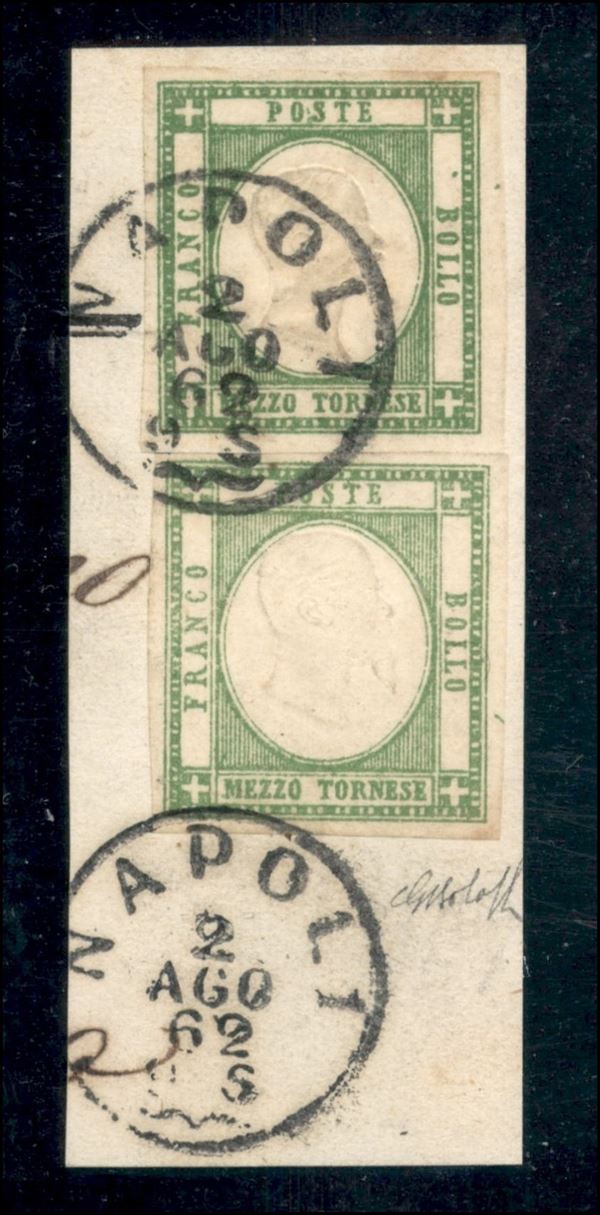 POSTE
FRANCO
BOLLO
MEZZO TORNESE
NAPOLI
2
AGO
62
S
POSTE
FRANCO
BOLLO
MEZZO TORNESE
NAPOLI
2
AGO
62
S